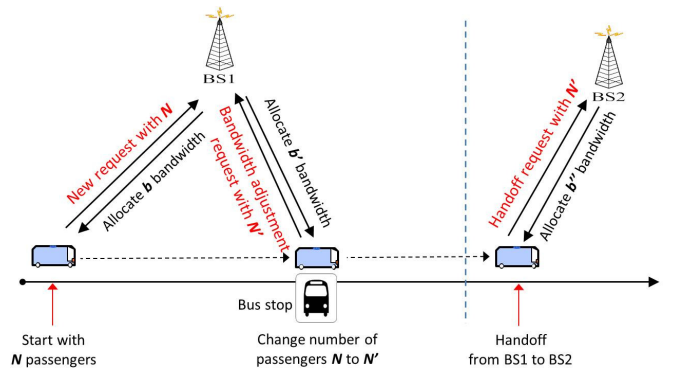 BS1
BS2
New request with N
Allocate b bandwidth
Bandwidth adjustment
request with N'
Allocate b' bandwidth
Handoff request with N'
Allocate b'' bandwidth
Bus stop
Start with
N passengers
Change number of
passengers N to N'
Handoff
from BS1 to BS2